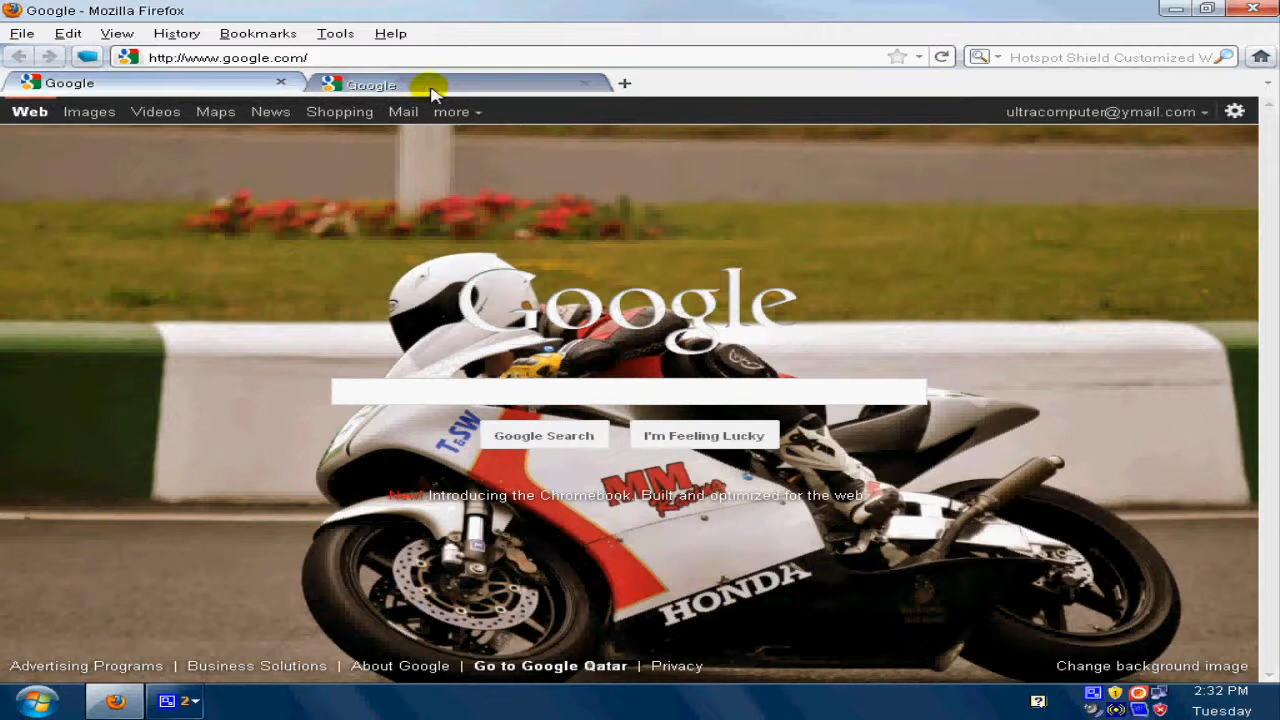 Google - Mozilla Firefox
File Edit View History Bookmarks Tools Help
http://www.google.com/
Hotspot Shield Customized W
Google
Google
Web Images Videos Maps News Shopping Mail more
ultracomputer@ymail.com
Google
T&SW
Google Search
I'm Feeling Lucky
MM
New! Introducing the Chromebook. Built and optimized for the web.
HONDA
Advertising Programs | Business Solutions | About Google | Go to Google Qatar | Privacy
Change background image
2
2:32 PM
Tuesday